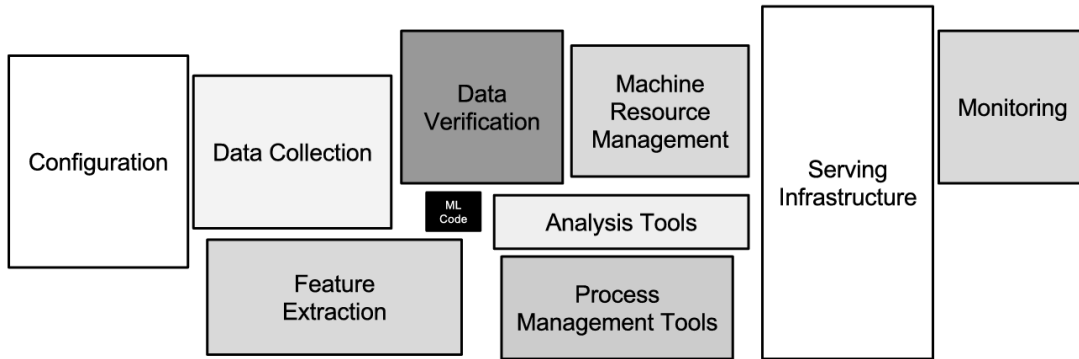 Configuration
Data Collection
Data
Verification
Machine
Resource
Management
Serving
Infrastructure
Monitoring
ML
Code
Analysis Tools
Feature
Extraction
Process
Management Tools